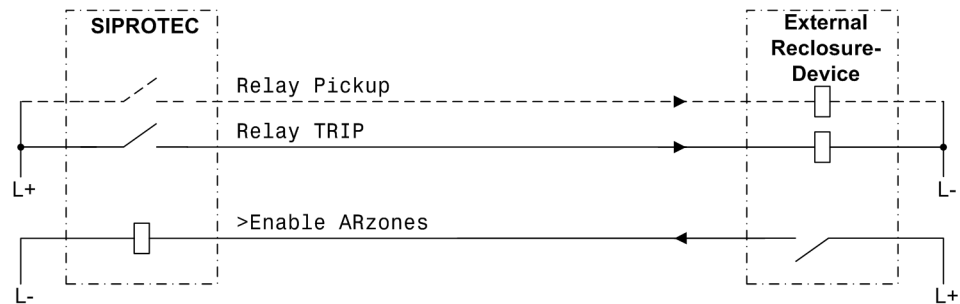 SIPROTEC
External
Reclosure-
Device
Relay Pickup
Relay TRIP
L+
L-
>Enable ARzones
L-
L+